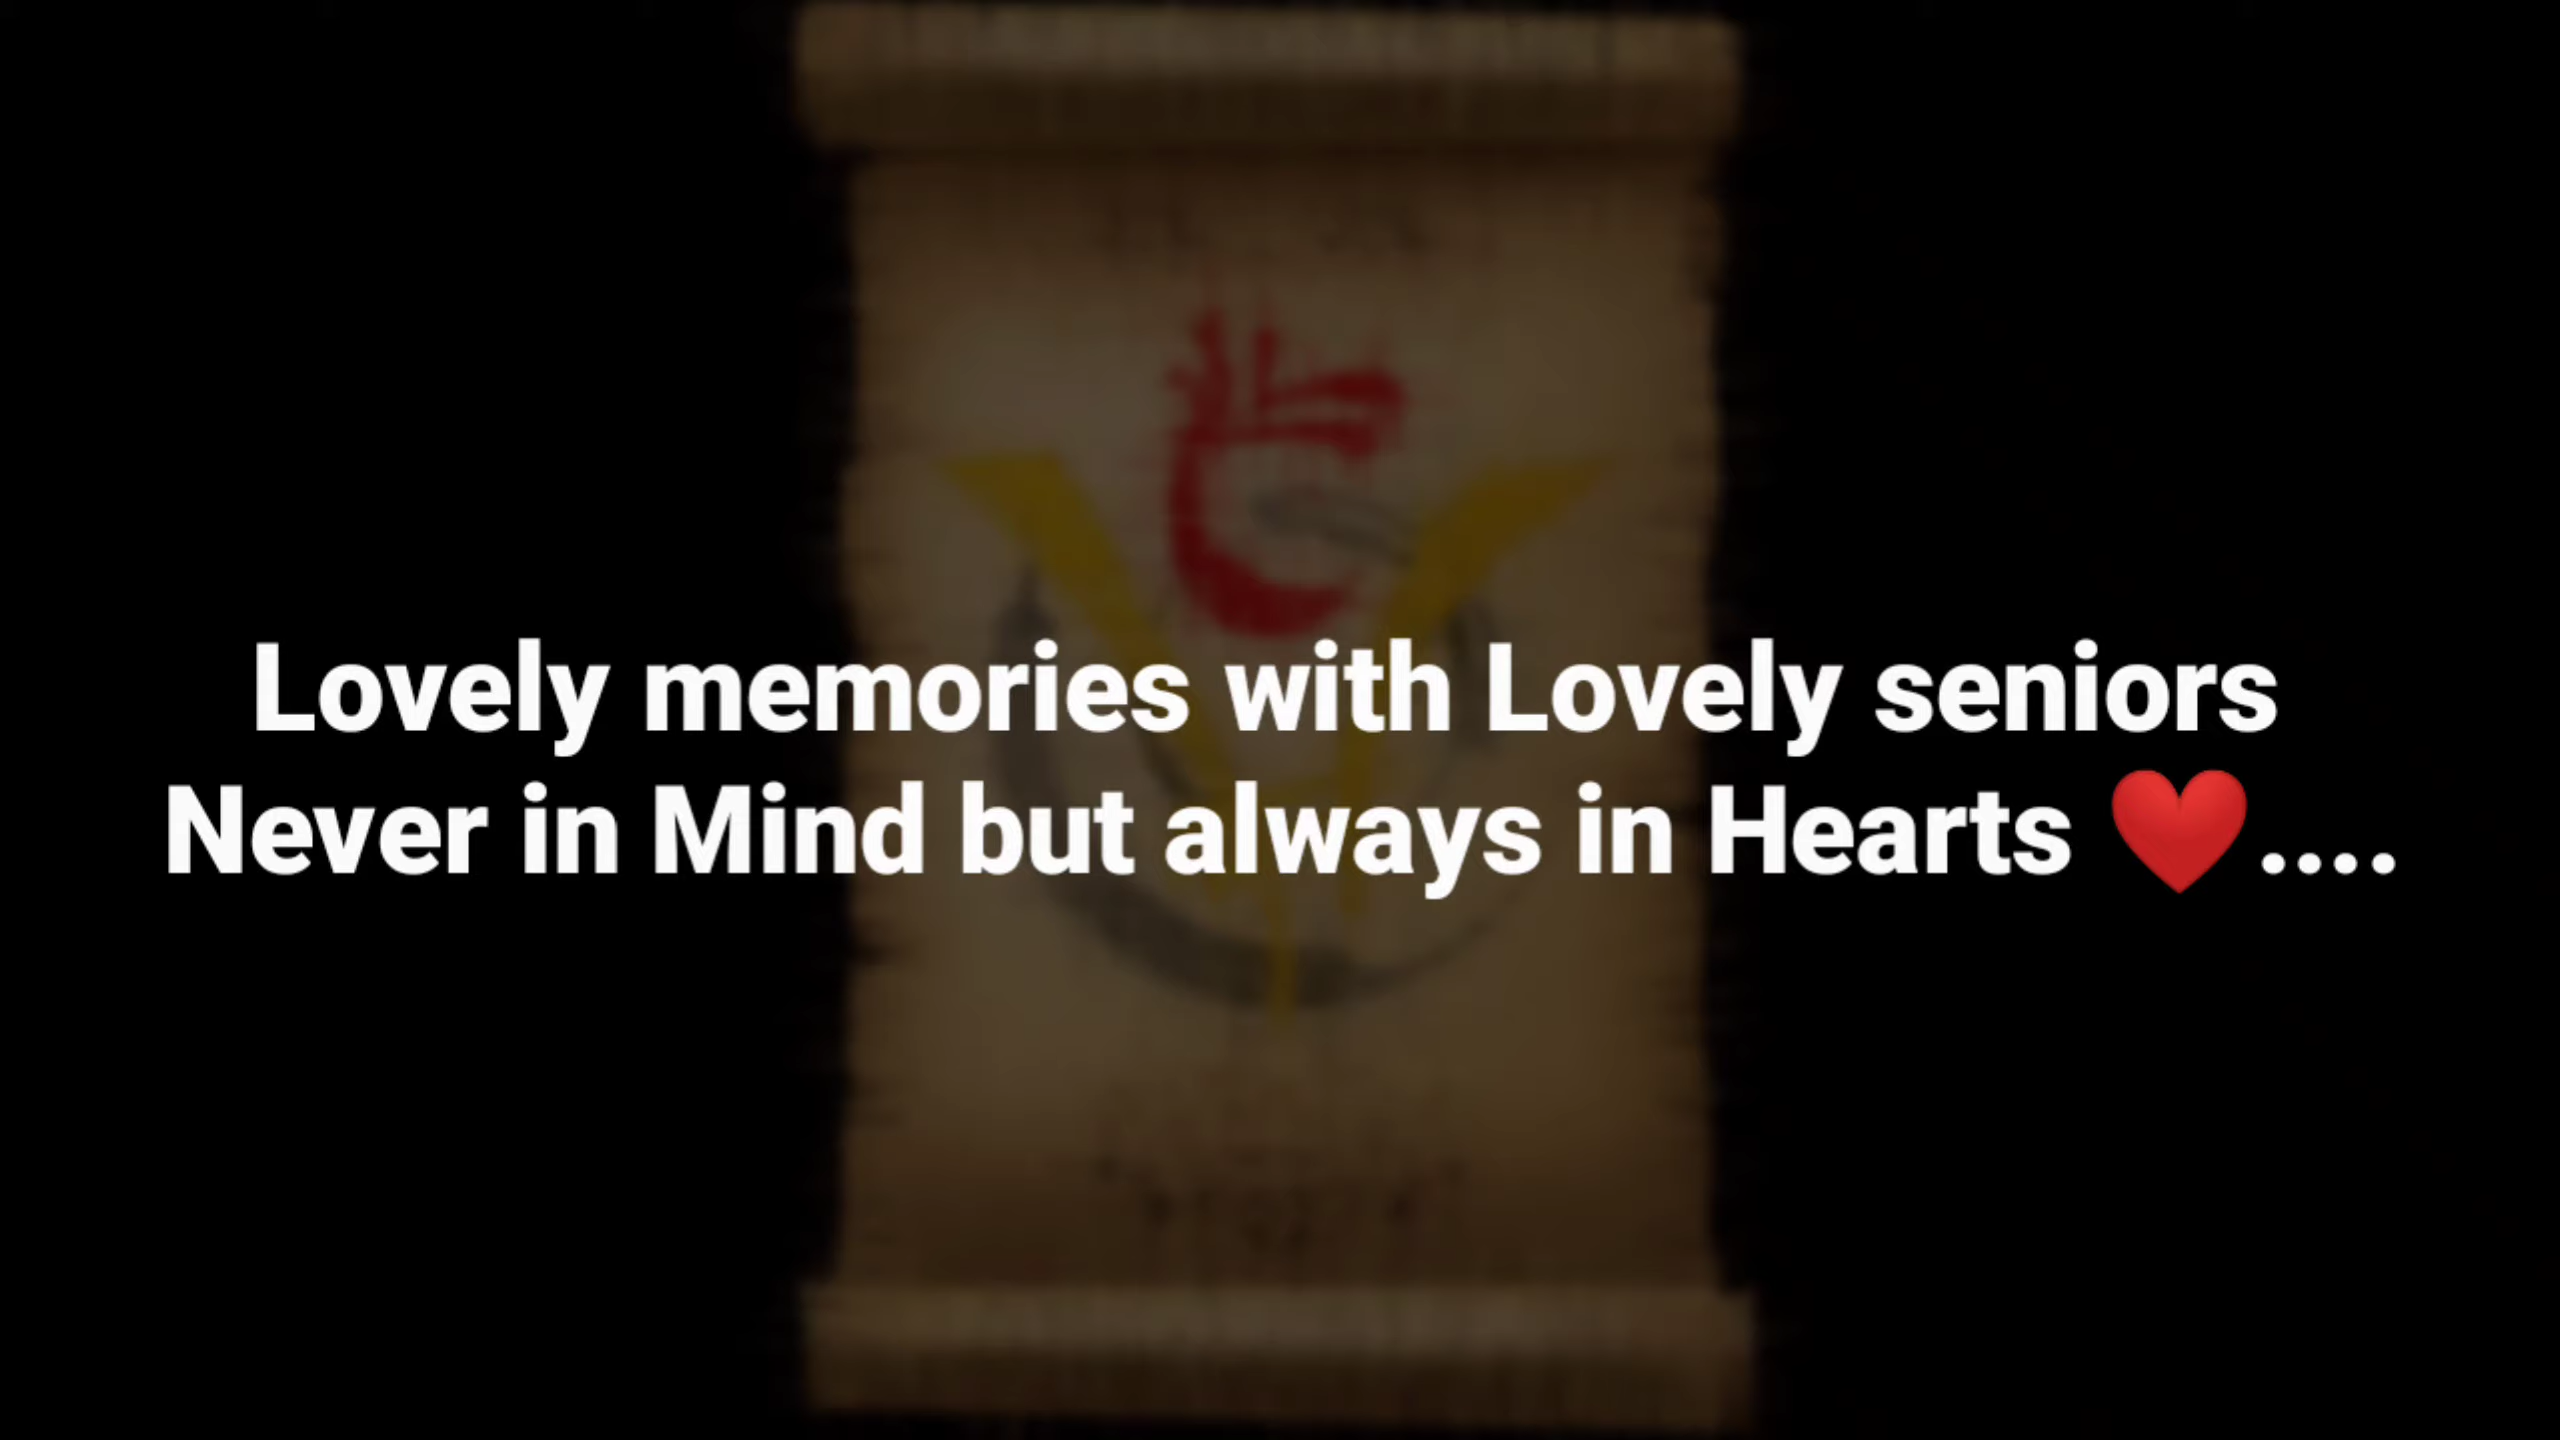 Lovely memories with Lovely seniors
Never in Mind but always in Hearts ❤️....